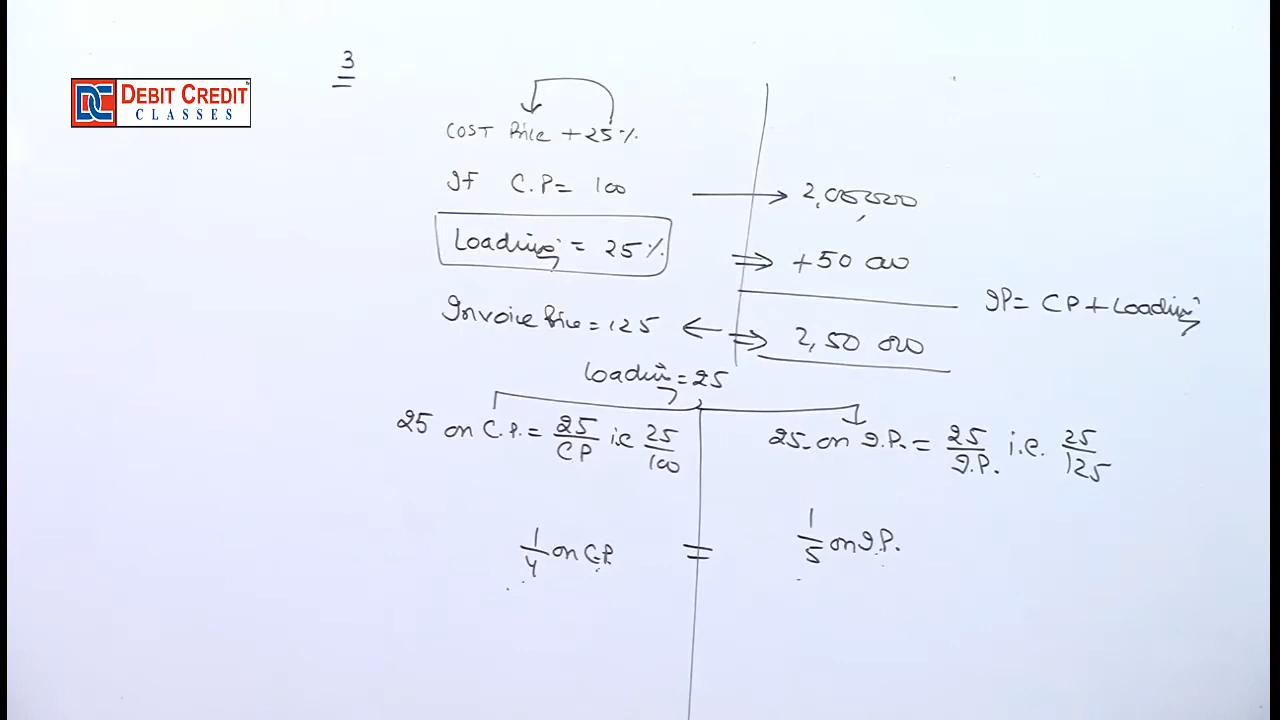 3
DEBIT CREDIT
CLASSES
COST Price +25%
If C.P= 100 → 2,00,000
Loading = 25% ⇒ +50 000
Invoice Price = 125 ← ⇒ 2,50 000
IP= CP + Loading
Loading = 25
25 on C.P. = 25/CP i.e 25/100
25 on I.P. = 25/I.P. i.e. 25/125
1/4 on C.P. = 1/5 on I.P.